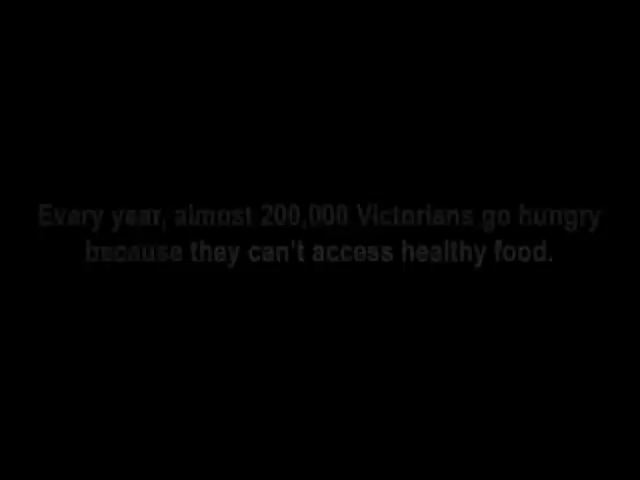 Every year, almost 200,000 Victorians go hungry
because they can't access healthy food.